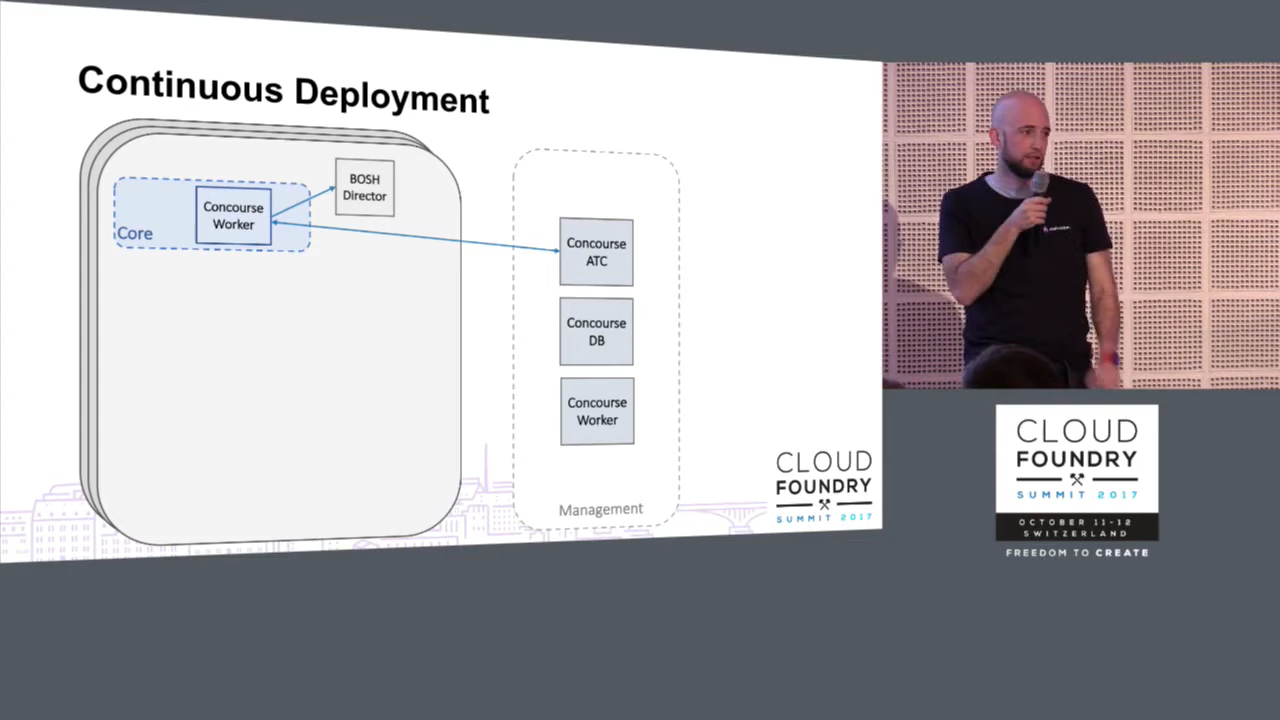 Continuous Deployment
BOSH
Director
Concourse
Worker
Core
Concourse
ATC
Concourse
DB
Concourse
Worker
Management
CLOUD
FOUNDRY
SUMMIT 2017
CLOUD
FOUNDRY
SUMMIT 2017
OCTOBER 11-12
SWITZERLAND
FREEDOM TO CREATE